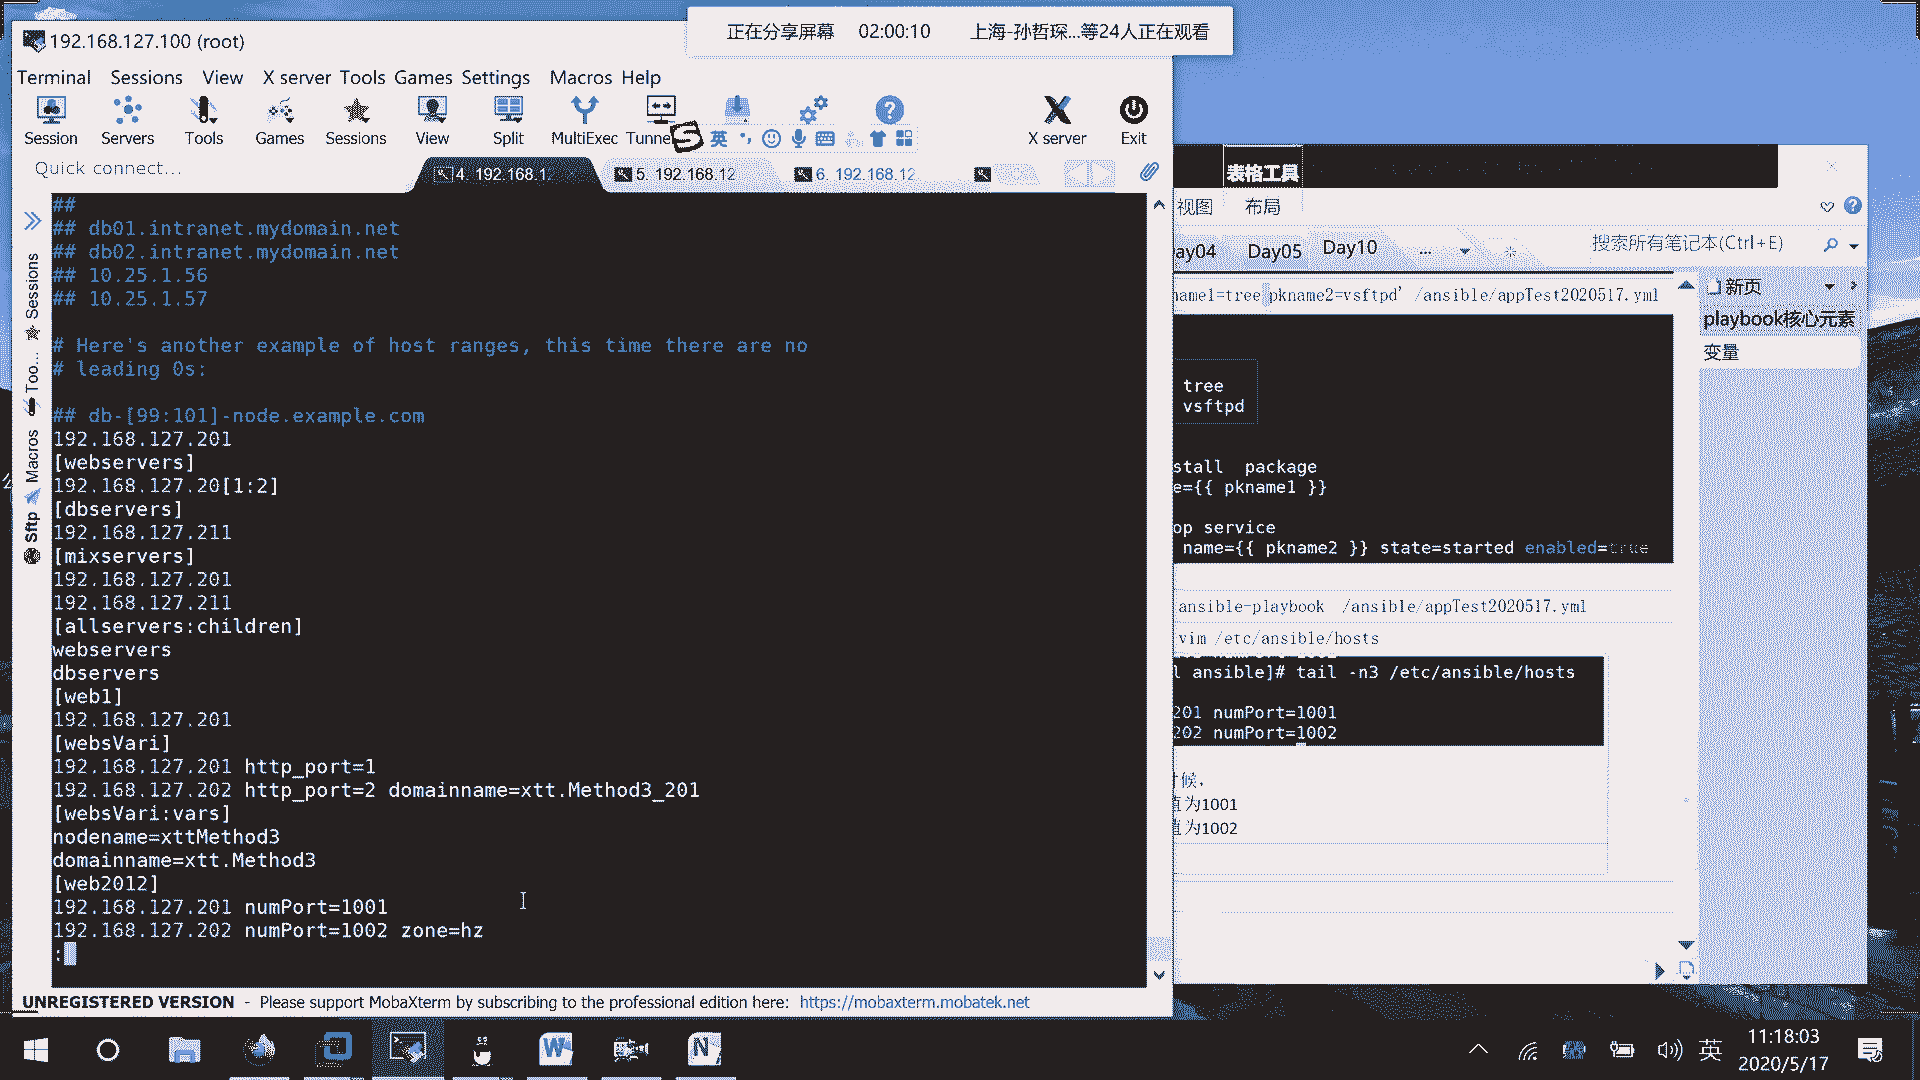 正在分享屏幕 02:00:10 上海-孙哲琛...等24人正在观看
192.168.127.100 (root)
Terminal Sessions View X server Tools Games Settings Macros Help
Session Servers Tools Games Sessions View Split MultiExec Tunne X server Exit
英
Quick connect...
4. 192.168.1 5. 192.168.12 6. 192.168.12
Sessions
Too...
Macros
Sftp
##
## db01.intranet.mydomain.net
## db02.intranet.mydomain.net
## 10.25.1.56
## 10.25.1.57
# Here's another example of host ranges, this time there are no
# leading 0s:
## db-[99:101]-node.example.com
192.168.127.201
[webservers]
192.168.127.20[1:2]
[dbservers]
192.168.127.211
[mixservers]
192.168.127.201
192.168.127.211
[allservers:children]
webservers
dbservers
[web1]
192.168.127.201
[websVari]
192.168.127.201 http_port=1
192.168.127.202 http_port=2 domainname=xtt.Method3_201
[websVari:vars]
nodename=xttMethod3
domainname=xtt.Method3
[web2012]
192.168.127.201 numPort=1001
192.168.127.202 numPort=1002 zone=hz
:
UNREGISTERED VERSION - Please support MobaXterm by subscribing to the professional edition here: https://mobaxterm.mobatek.net
表格工具
视图 布局
ay04 Day05 Day10 ...
搜索所有笔记本(Ctrl+E)
新页
playbook核心元素
变量
name1=tree pkname2=vsftpd' /ansible/appTest2020517.yml
tree
vsftpd
stall package
e={{ pkname1 }}
op service
name={{ pkname2 }} state=started enabled=true
ansible-playbook /ansible/appTest2020517.yml
vim /etc/ansible/hosts
l ansible]# tail -n3 /etc/ansible/hosts
201 numPort=1001
202 numPort=1002
时候，
值为1001
值为1002
英 11:18:03
2020/5/17